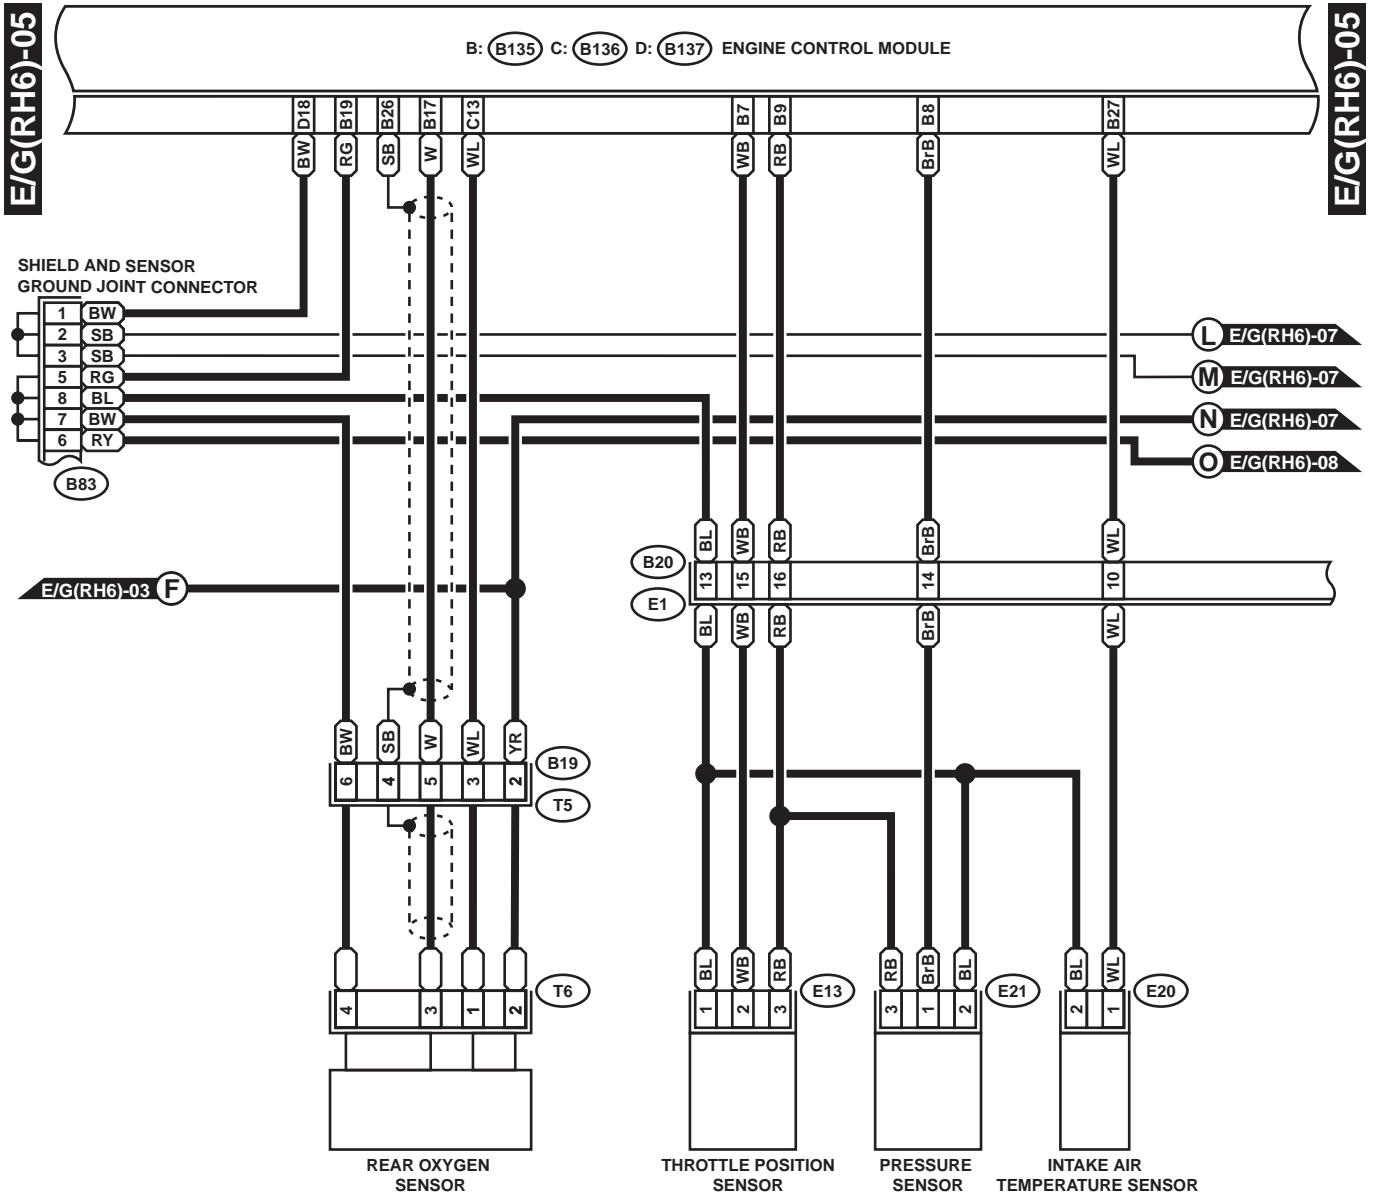 E/G(RH6)-05
B: B135 C: B136 D: B137 ENGINE CONTROL MODULE
E/G(RH6)-05
D18 B19 B26 B17 C13 B7 B9 B8 B27
BW RG SB W WL WB RB BrB WL
SHIELD AND SENSOR
GROUND JOINT CONNECTOR
1 BW
2 SB
3 SB
5 RG
8 BL
7 BW
6 RY
B83
L E/G(RH6)-07
M E/G(RH6)-07
N E/G(RH6)-07
O E/G(RH6)-08
E/G(RH6)-03 F
BL WB RB BrB WL
B20
13 15 16 14 10
E1
BL WB RB BrB WL
BW SB W WL YR
B19
6 4 5 3 2
T5
BL WB RB RB BrB BL BL WL
4 3 1 2 T6
1 2 3 E13
3 1 2 E21
2 1 E20
REAR OXYGEN
SENSOR
THROTTLE POSITION
SENSOR
PRESSURE
SENSOR
INTAKE AIR
TEMPERATURE SENSOR